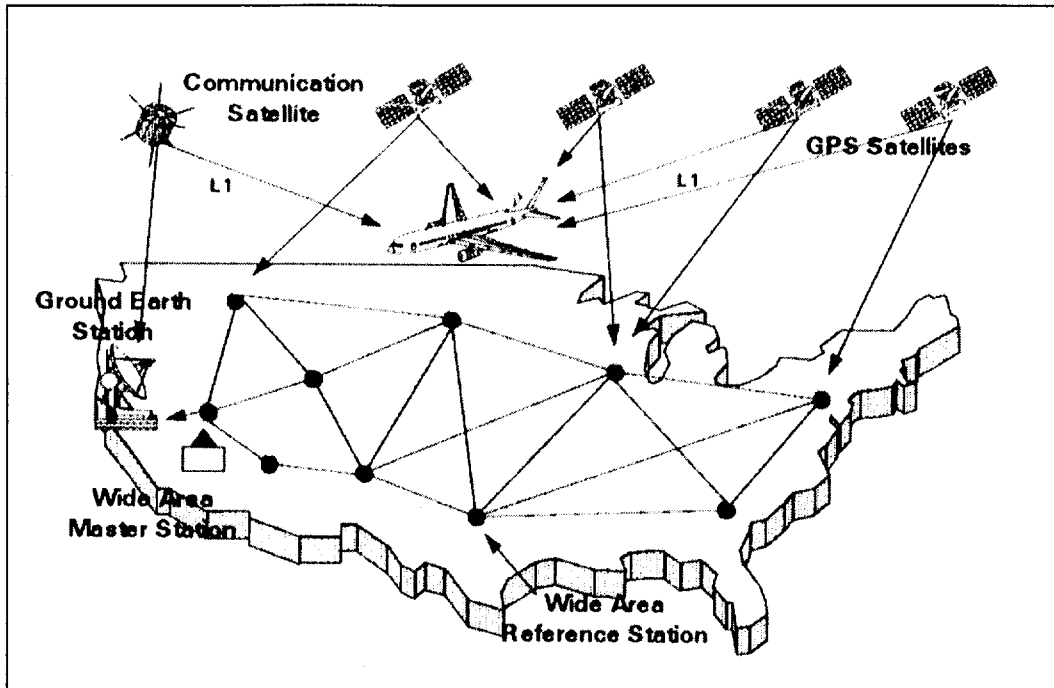 Communication
Satellite
GPS Satellites
L1
L1
Ground Earth
Station
Wide Area
Master Station
Wide Area
Reference Station